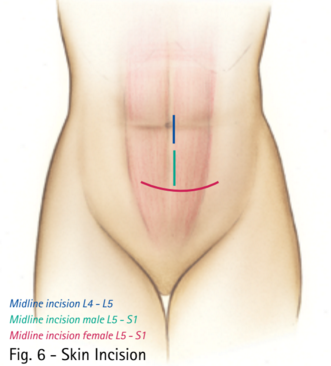 Midline incision L4 - L5
Midline incision male L5 - S1
Midline incision female L5 - S1
Fig. 6 - Skin Incision